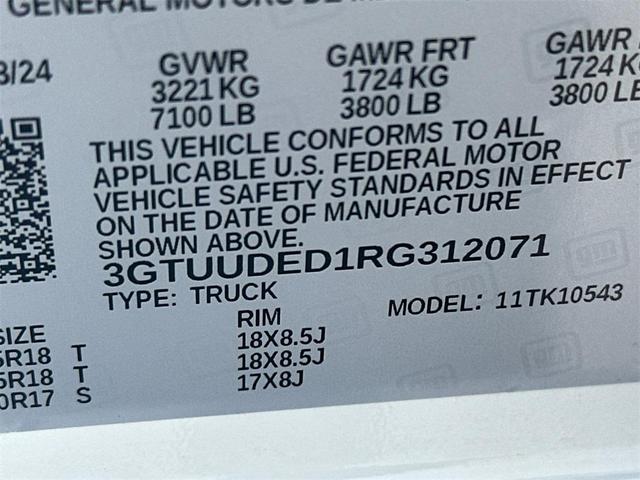 GENERAL MOTORS DE
3/24
GVWR
3221 KG
7100 LB
GAWR FRT
1724 KG
3800 LB
GAWR
1724 KG
3800 LB
THIS VEHICLE CONFORMS TO ALL
APPLICABLE U.S. FEDERAL MOTOR
VEHICLE SAFETY STANDARDS IN EFFECT
ON THE DATE OF MANUFACTURE
SHOWN ABOVE.
3GTUUDED1RG312071
TYPE: TRUCK
MODEL: 11TK10543
SIZE RIM
5R18 T 18X8.5J
5R18 T 18X8.5J
0R17 S 17X8J
gm